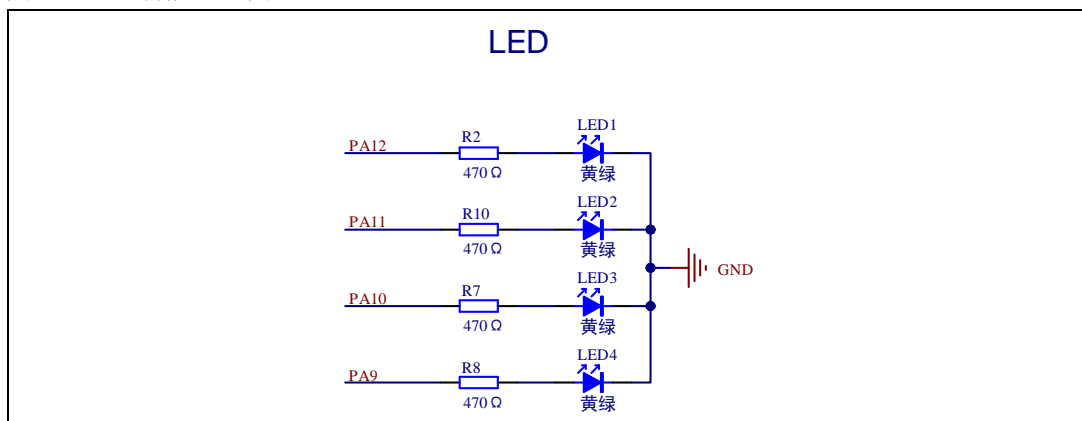 LED
LED1
PA12 R2
470Ω 黄绿
LED2
PA11 R10
470Ω 黄绿
GND
LED3
PA10 R7
470Ω 黄绿
LED4
PA9 R8
470Ω 黄绿